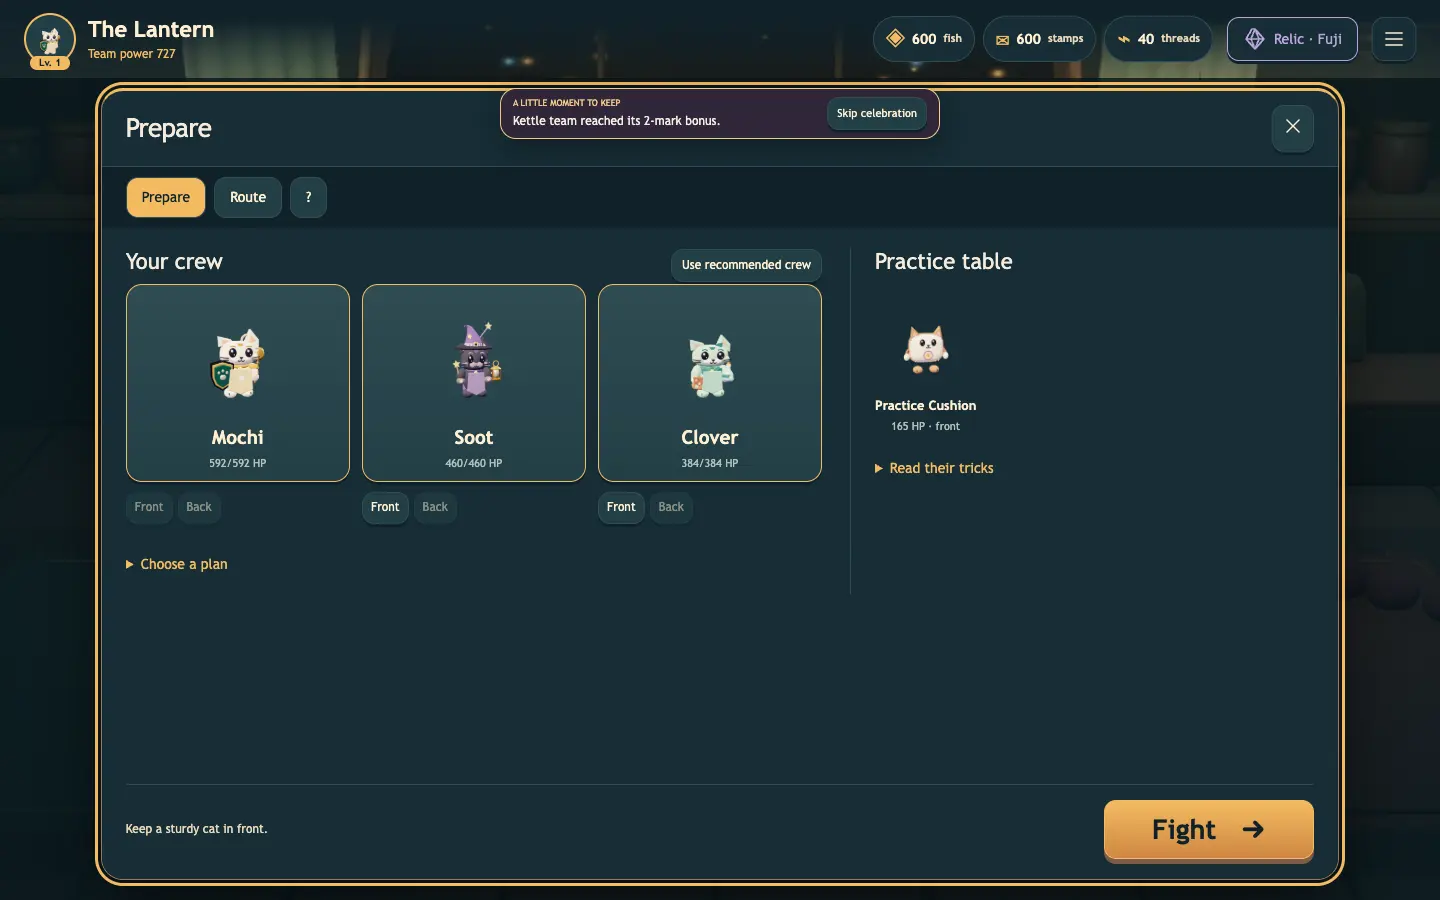 The Lantern
Team power 727
Lv. 1
600 fish
600 stamps
40 threads
Relic · Fuji
A LITTLE MOMENT TO KEEP
Kettle team reached its 2-mark bonus.
Skip celebration
Prepare
Prepare
Route
?
Your crew
Use recommended crew
Mochi
592/592 HP
Front
Back
Soot
460/460 HP
Front
Back
Clover
384/384 HP
Front
Back
Choose a plan
Practice table
Practice Cushion
165 HP · front
Read their tricks
Keep a sturdy cat in front.
Fight